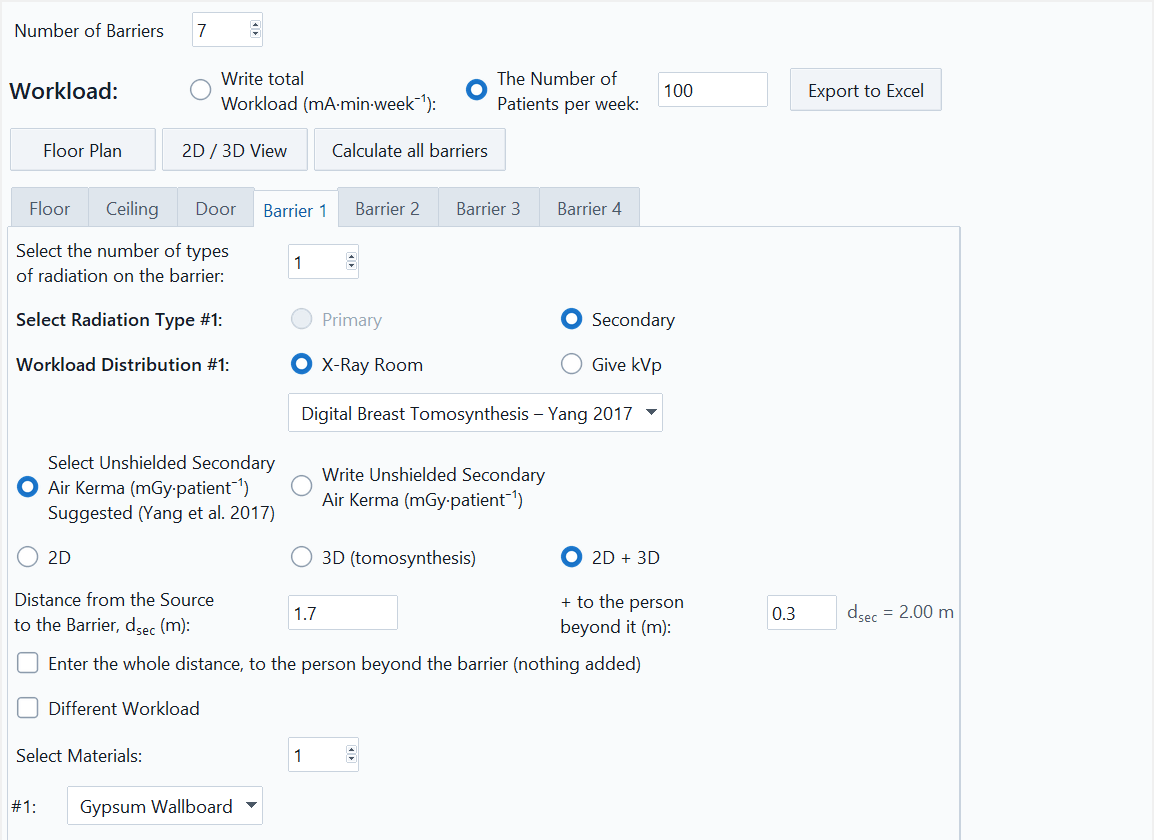 Number of Barriers 7
Workload: Write total Workload (mA·min·week⁻¹): The Number of Patients per week: 100 Export to Excel
Floor Plan 2D / 3D View Calculate all barriers
Floor Ceiling Door Barrier 1 Barrier 2 Barrier 3 Barrier 4
Select the number of types
of radiation on the barrier: 1
Select Radiation Type #1: Primary Secondary
Workload Distribution #1: X-Ray Room Give kVp
Digital Breast Tomosynthesis – Yang 2017
Select Unshielded Secondary
Air Kerma (mGy·patient⁻¹)
Suggested (Yang et al. 2017)
Write Unshielded Secondary
Air Kerma (mGy·patient⁻¹)
2D 3D (tomosynthesis) 2D + 3D
Distance from the Source
to the Barrier, dsec (m): 1.7
+ to the person
beyond it (m): 0.3 dsec = 2.00 m
Enter the whole distance, to the person beyond the barrier (nothing added)
Different Workload
Select Materials: 1
#1: Gypsum Wallboard